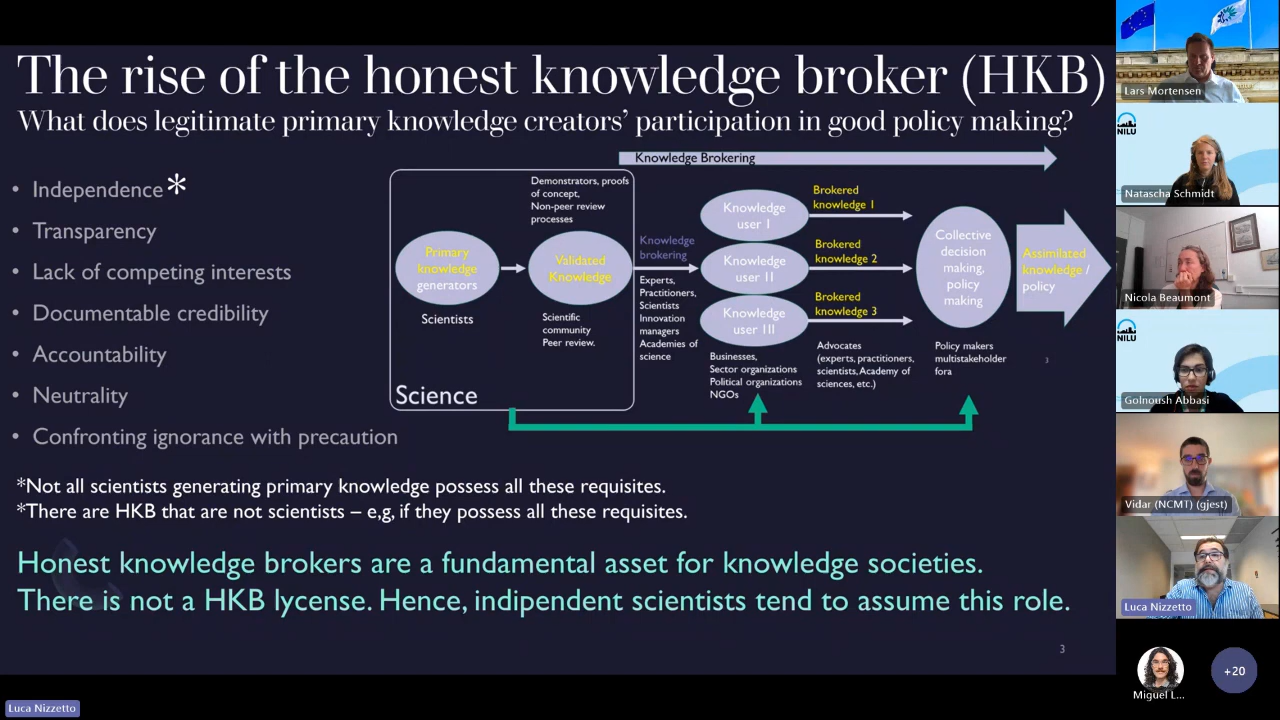 The rise of the honest knowledge broker (HKB)
What does legitimate primary knowledge creators’ participation in good policy making?
• Independence*
• Transparency
• Lack of competing interests
• Documentable credibility
• Accountability
• Neutrality
• Confronting ignorance with precaution
Knowledge Brokering
Demonstrators, proofs
of concept,
Non-peer review
processes
Primary
knowledge
generators
Scientists
Validated
Knowledge
Scientific
community
Peer review.
Science
Knowledge
brokering
Experts,
Practitioners,
Scientists
Innovation
managers
Academies of
science
Knowledge
user I
Knowledge
user II
Knowledge
user III
Businesses,
Sector organizations
Political organizations
NGOs
Brokered
knowledge 1
Brokered
knowledge 2
Brokered
knowledge 3
Advocates
(experts, practitioners,
scientists, Academy of
sciences, etc.)
Collective
decision
making,
policy
making
Policy makers
multistakeholder
fora
Assimilated
knowledge /
policy
3
*Not all scientists generating primary knowledge possess all these requisites.
*There are HKB that are not scientists – e,g, if they possess all these requisites.
Honest knowledge brokers are a fundamental asset for knowledge societies.
There is not a HKB lycense. Hence, indipendent scientists tend to assume this role.
3
Luca Nizzetto
Lars Mortensen
NILU
Natascha Schmidt
Nicola Beaumont
NILU
Golnoush Abbasi
Vidar (NCMT) (gjest)
Luca Nizzetto
Miguel L...
+20